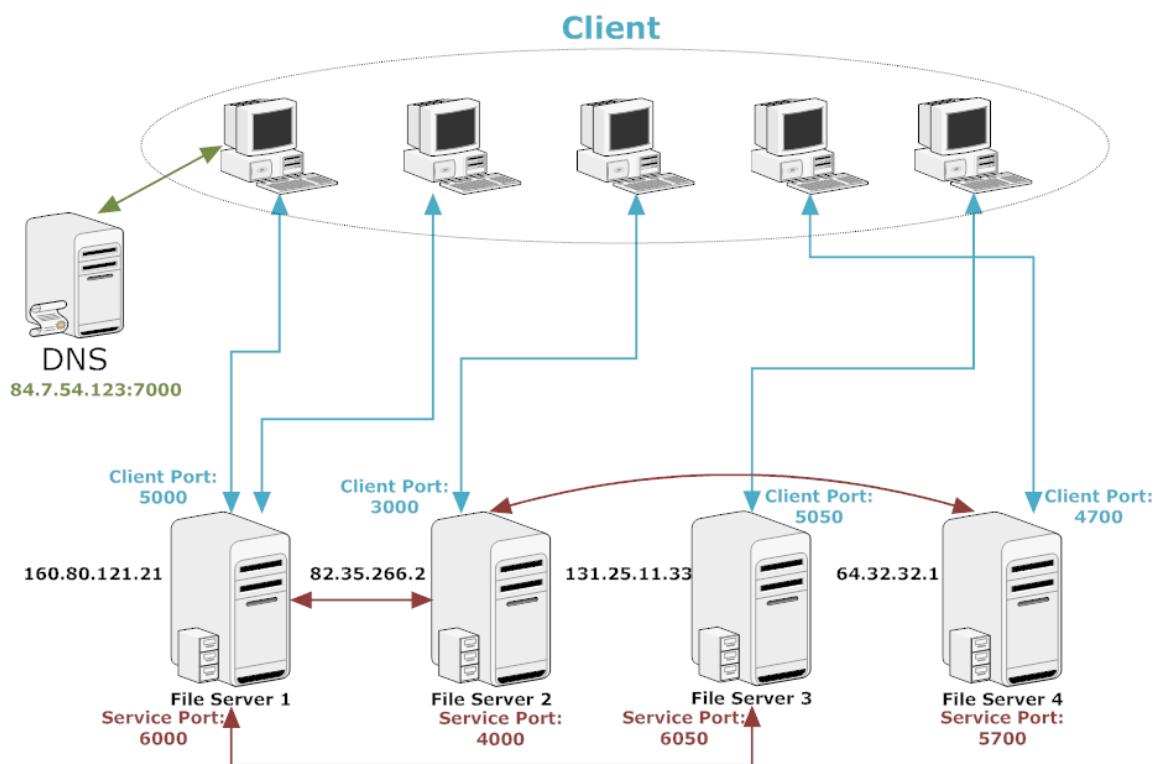 Client
DNS
84.7.54.123:7000
Client Port:
5000
Client Port:
3000
Client Port:
5050
Client Port:
4700
160.80.121.21
82.35.266.2
131.25.11.33
64.32.32.1
File Server 1
Service Port:
6000
File Server 2
Service Port:
4000
File Server 3
Service Port:
6050
File Server 4
Service Port:
5700